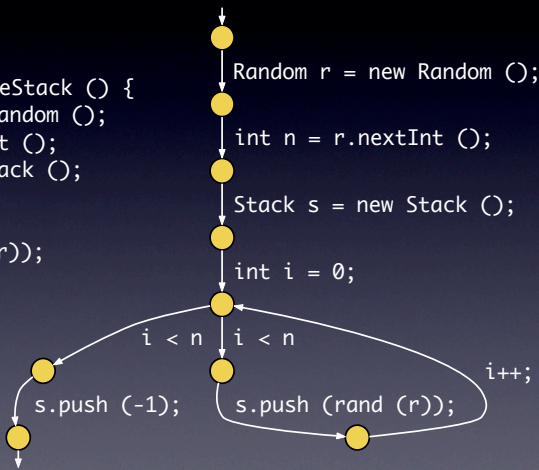 eStack () {
andom ();
t ();
ack ();
r));
Random r = new Random ();
int n = r.nextInt ();
Stack s = new Stack ();
int i = 0;
i < n
i < n
i++;
s.push (-1);
s.push (rand (r));